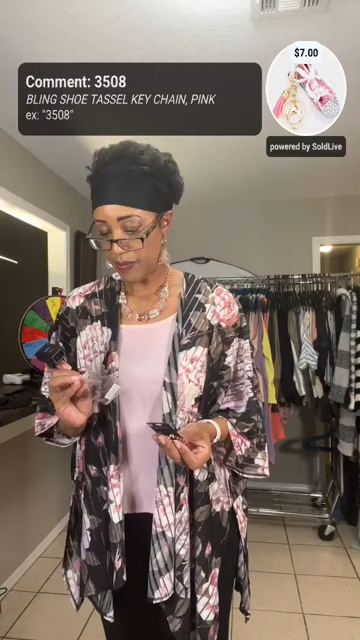 Comment: 3508
BLING SHOE TASSEL KEY CHAIN, PINK
ex: "3508"
$7.00
powered by SoldLive